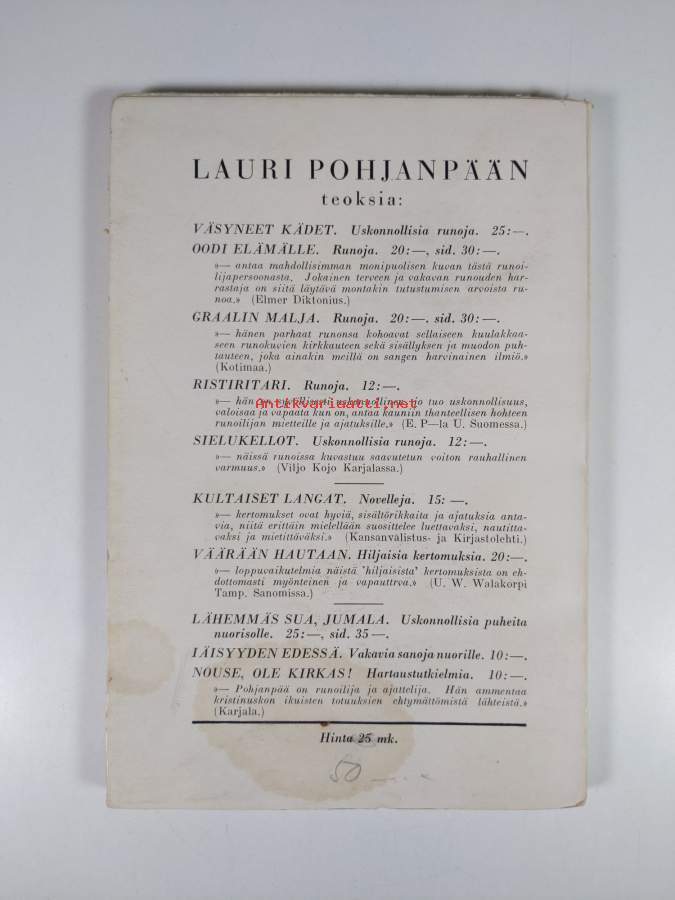 LAURI POHJANPÄÄN
teoksia:
VÄSYNEET KÄDET. Uskonnollisia runoja. 25:—.
OODI ELÄMÄLLE. Runoja. 20:—, sid. 30:—.
»— antaa mahdollisimman monipuolisen kuvan tästä runoi-
lijapersoonasta. Jokainen terveen ja vakavan runouden har-
rastaja on siitä läytävä montakin tutustumisen arvoista ru-
noa.» (Elmer Diktonius.)
GRAALIN MALJA. Runoja. 20:—, sid. 30:—.
»— hänen parhaat runonsa kohoavat sellaiseen kuulakkaa-
seen runokuvien kirkkauteen sekä sisällyksen ja muodon puh-
tauteen, joka ainakin meillä on sangen harvinainen ilmiö.»
(Kotimaa.)
RISTIRITARI. Runoja. 12:—.
»— hän on uskonnollinen, jo tuo uskonnollisuus,
Antikvariaatti.net
valoisaa ja vapaata kun on, antaa kauniin ihanteellisen hohteen
runoilijan mietteille ja ajatuksille.» (E. P—la U. Suomessa.)
SIELUKELLOT. Uskonnollisia runoja. 12:—.
»— näissä runoissa kuvastuu saavutetun voiton rauhallinen
varmuus.» (Viljo Kojo Karjalassa.)
KULTAISET LANGAT. Novelleja. 15: —.
»— kertomukset ovat hyviä, sisältörikkaita ja ajatuksia anta-
via, niitä erittäin mielellään suosittelee luettavaksi, nautitta-
vaksi ja mietittäväksi.» (Kansanvalistus- ja Kirjastolehti.)
VÄÄRÄÄN HAUTAAN. Hiljaisia kertomuksia. 20:—.
»— loppuvaikutelmia näistä 'hiljaisista' kertomuksista on eh-
dottomasti myönteinen ja vapauttva.» (U. W. Walakorpi
Tamp. Sanomissa.)
LÄHEMMÄS SUA, JUMALA. Uskonnollisia puheita
nuorisolle. 25:—, sid. 35—.
IÄISYYDEN EDESSÄ. Vakavia sanoja nuorille. 10:—.
NOUSE, OLE KIRKAS! Hartaustutkielmia. 10:—.
»— Pohjanpää on runoilija ja ajattelija. Hän ammentaa
kristinuskon ikuisten totuuksien ehtymättömistä lähteistä.»
(Karjala.)
Hinta 25 mk.
50